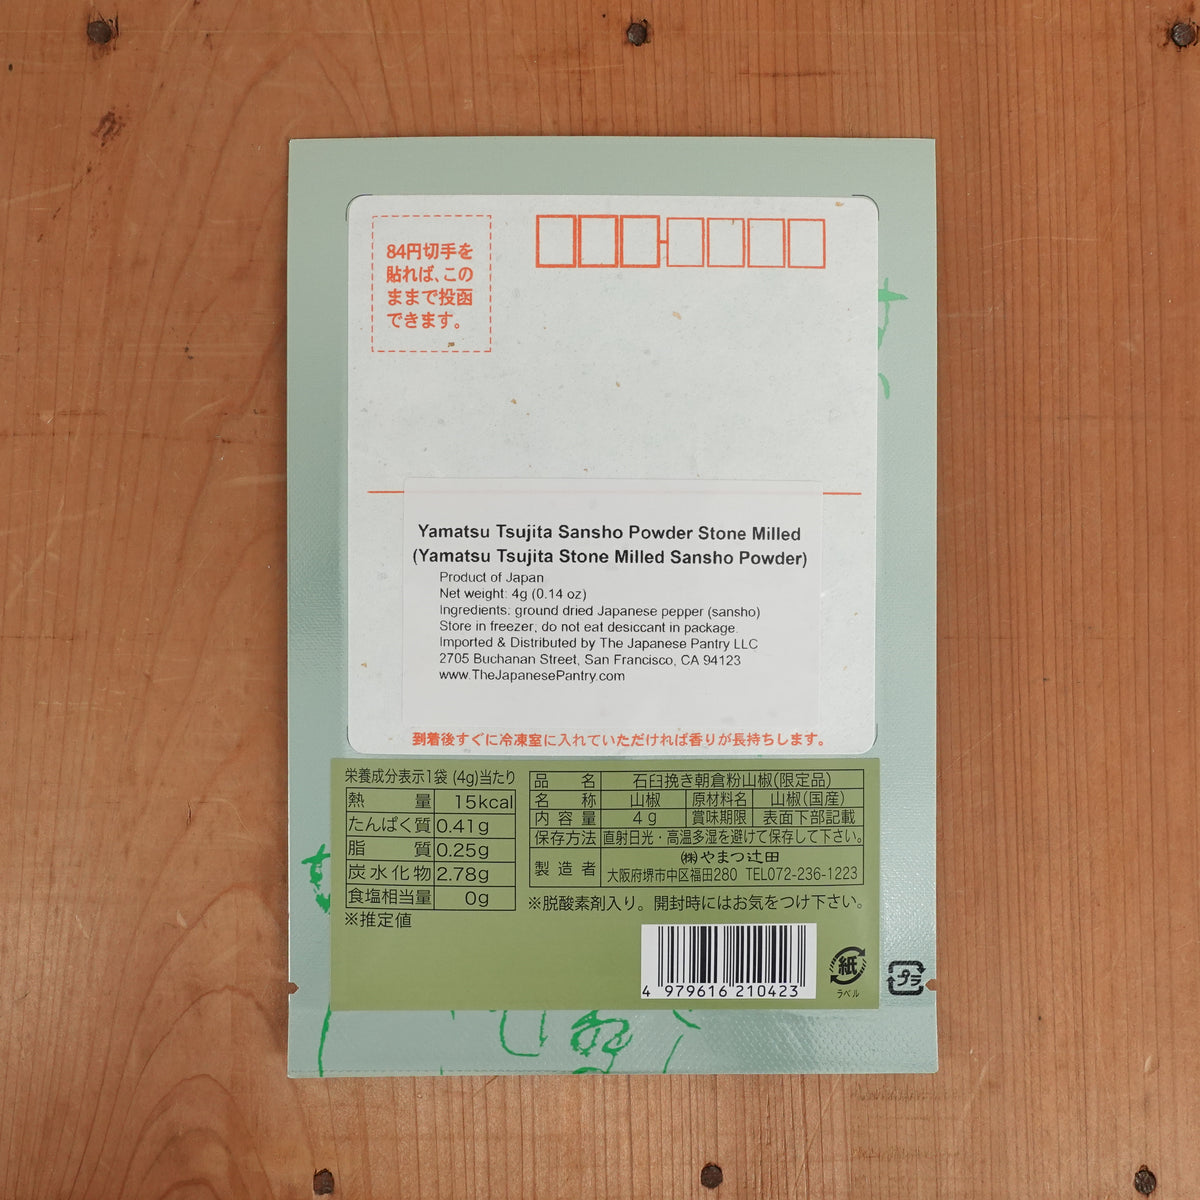 84円切手を
貼れば、この
ままで投函
できます。
Yamatsu Tsujita Sansho Powder Stone Milled
(Yamatsu Tsujita Stone Milled Sansho Powder)
Product of Japan
Net weight: 4g (0.14 oz)
Ingredients: ground dried Japanese pepper (sansho)
Store in freezer; do not eat desiccant in package.
Imported & Distributed by The Japanese Pantry LLC
2705 Buchanan Street, San Francisco, CA 94123
www.TheJapanesePantry.com
到着後すぐに冷凍室に入れていただければ香りが長持ちします。
栄養成分表示1袋 (4g)当たり
熱量 15kcal
たんぱく質 0.41g
脂質 0.25g
炭水化物 2.78g
食塩相当量 0g
※推定値
品名 石臼挽き朝倉粉山椒(限定品)
名称 山椒 原材料名 山椒(国産)
内容量 4g 賞味期限 表面下部記載
保存方法 直射日光・高温多湿を避けて保存して下さい。
製造者 ㈱やまつ辻田
大阪府堺市中区福田280 TEL072-236-1223
※脱酸素剤入り。開封時にはお気をつけ下さい。
4 979616 210423
紙
ラベル
プラ